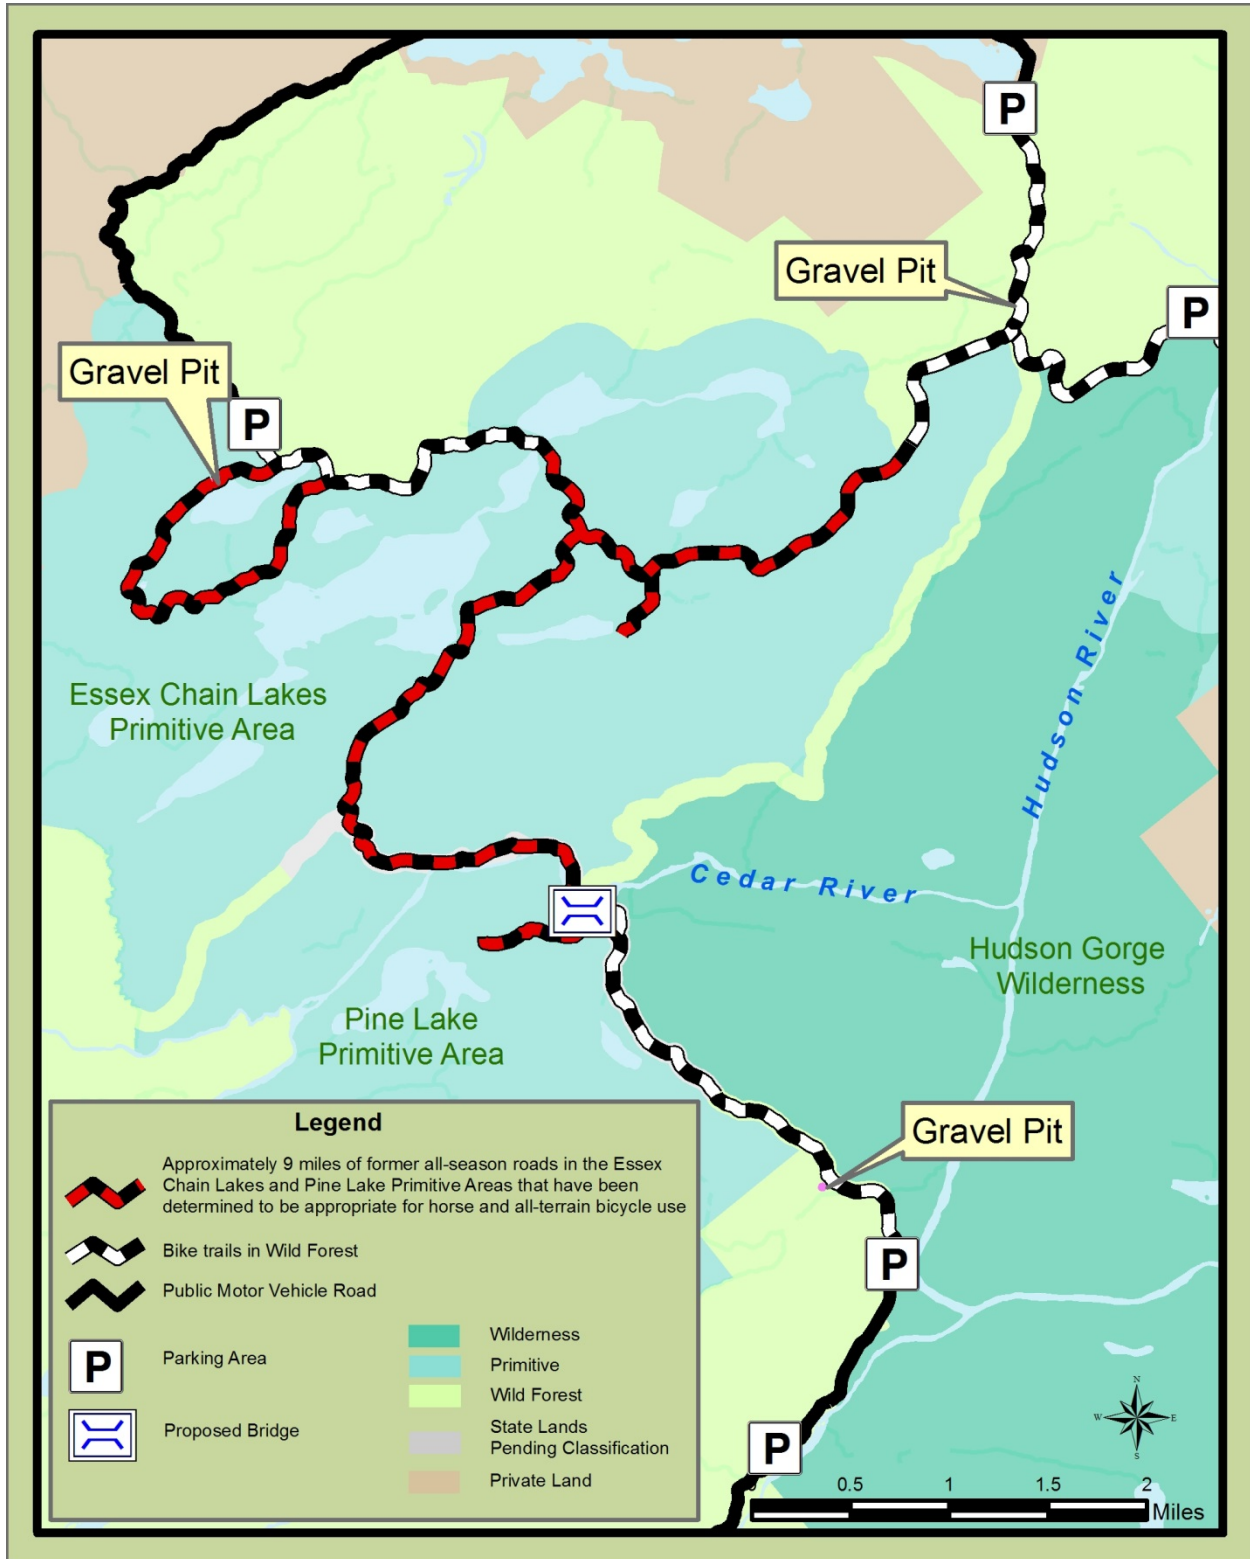 P
Gravel Pit
P
Gravel Pit
P
Hudson River
Essex Chain Lakes
Primitive Area
Cedar River
Hudson Gorge
Wilderness
Pine Lake
Primitive Area
Gravel Pit
P
P
Legend
Approximately 9 miles of former all-season roads in the Essex
Chain Lakes and Pine Lake Primitive Areas that have been
determined to be appropriate for horse and all-terrain bicycle use
Bike trails in Wild Forest
Public Motor Vehicle Road
P
Parking Area
Proposed Bridge
Wilderness
Primitive
Wild Forest
State Lands
Pending Classification
Private Land
N
W E
S
0 0.5 1 1.5 2
Miles